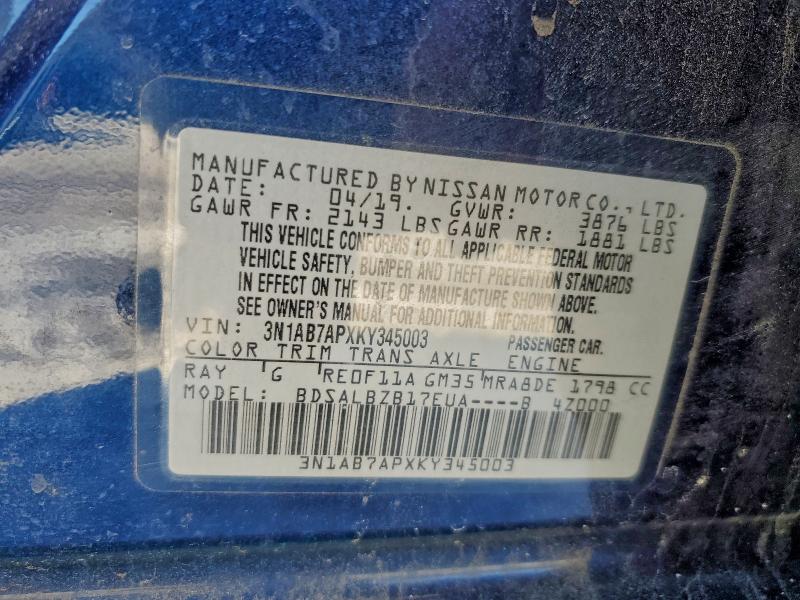 MANUFACTURED BY NISSAN MOTOR CO., LTD.
DATE: 04/19. GVWR: 3876 LBS
GAWR FR: 2143 LBS GAWR RR: 1881 LBS
THIS VEHICLE CONFORMS TO ALL APPLICABLE FEDERAL MOTOR
VEHICLE SAFETY, BUMPER AND THEFT PREVENTION STANDARDS
IN EFFECT ON THE DATE OF MANUFACTURE SHOWN ABOVE.
SEE OWNER'S MANUAL FOR ADDITIONAL INFORMATION.
VIN: 3N1AB7APXKY345003 PASSENGER CAR.
COLOR TRIM TRANS AXLE ENGINE
RAY G RE0F11A GM35 MRA8DE 1798 CC
MODEL: BDSALBZB17EUA----B 4Z000
3N1AB7APXKY345003